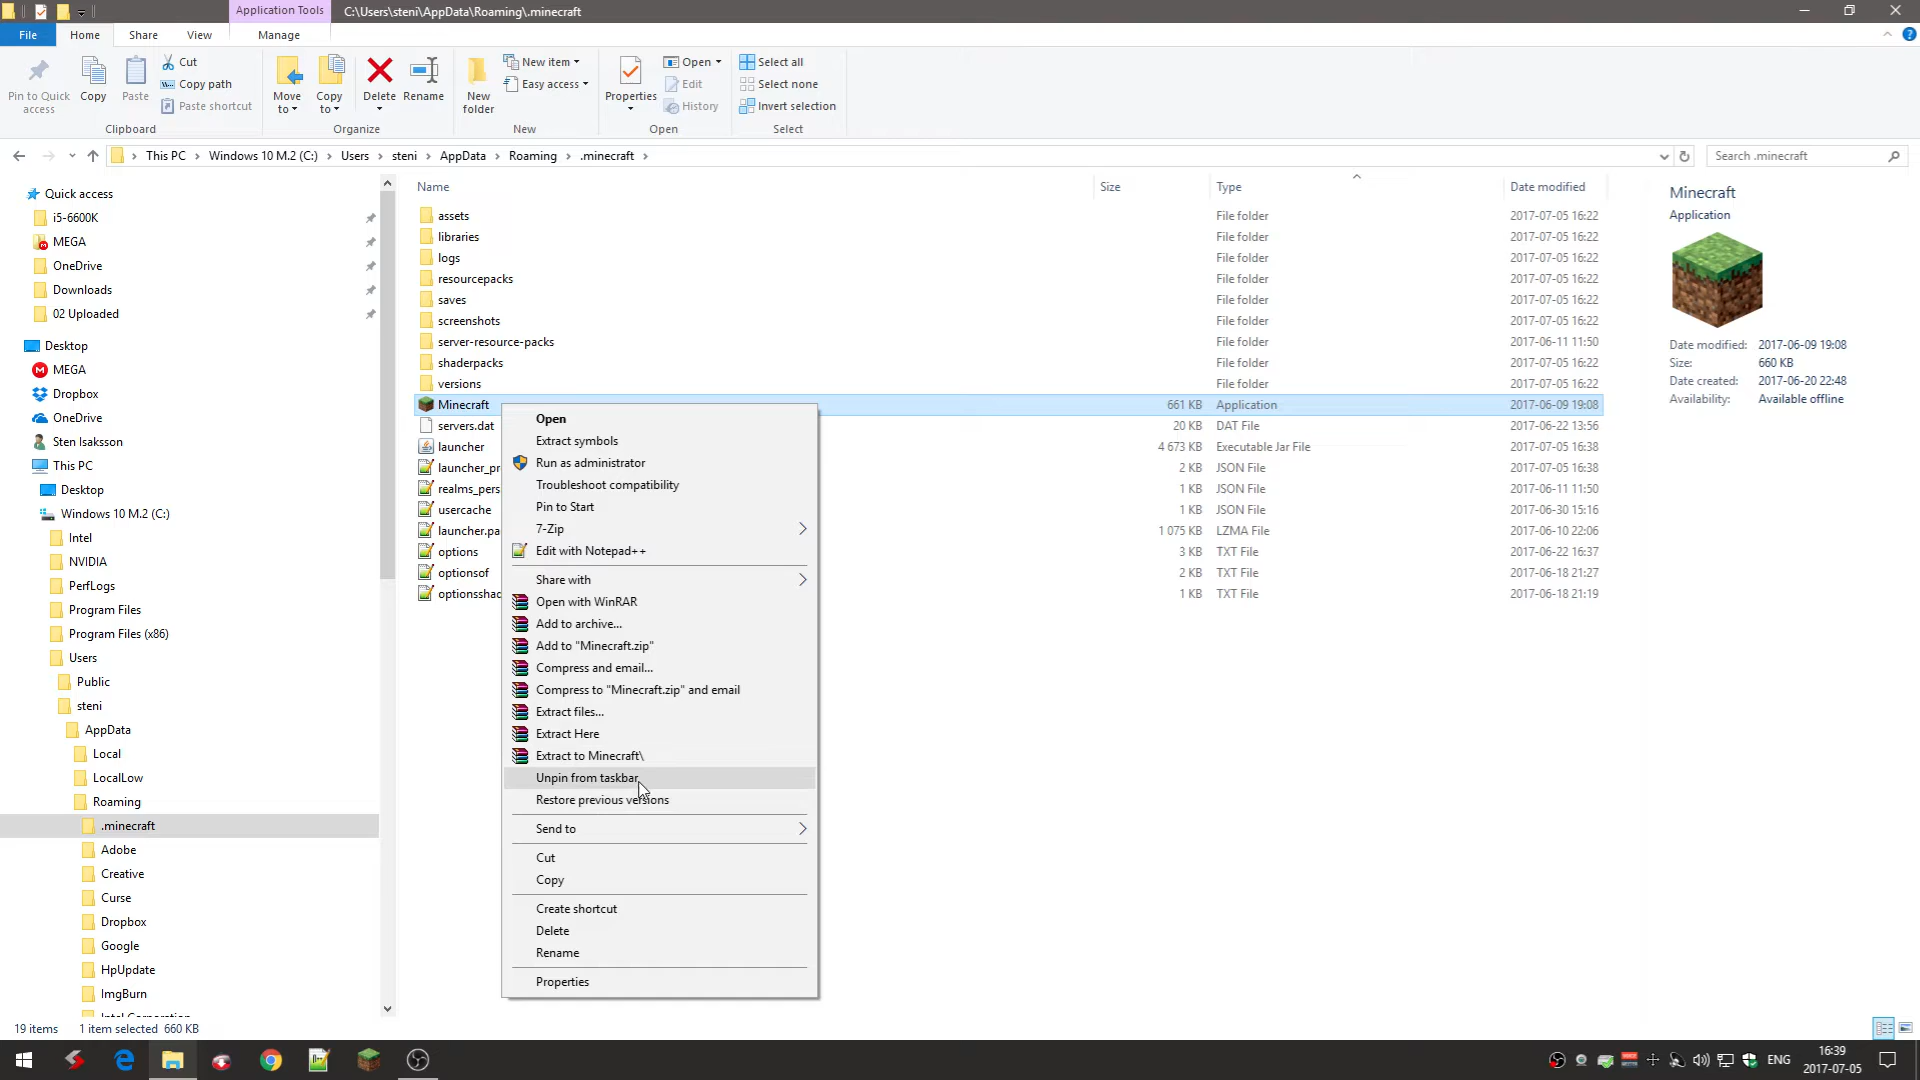 Application Tools
C:\Users\steni\AppData\Roaming\.minecraft
File
Home
Share
View
Manage
Pin to Quick access
Copy
Paste
Cut
Copy path
Paste shortcut
Clipboard
Move to
Copy to
Delete
Rename
Organize
New folder
New item
Easy access
New
Properties
Open
Edit
History
Open
Select all
Select none
Invert selection
Select
This PC
Windows 10 M.2 (C:)
Users
steni
AppData
Roaming
.minecraft
Search .minecraft
Quick access
i5-6600K
MEGA
OneDrive
Downloads
02 Uploaded
Desktop
MEGA
Dropbox
OneDrive
Sten Isaksson
This PC
Desktop
Windows 10 M.2 (C:)
Intel
NVIDIA
PerfLogs
Program Files
Program Files (x86)
Users
Public
steni
AppData
Local
LocalLow
Roaming
.minecraft
Adobe
Creative
Curse
Dropbox
Google
HpUpdate
ImgBurn
Name Size Type Date modified
assets File folder 2017-07-05 16:22
libraries File folder 2017-07-05 16:22
logs File folder 2017-07-05 16:22
resourcepacks File folder 2017-07-05 16:22
saves File folder 2017-07-05 16:22
screenshots File folder 2017-07-05 16:22
server-resource-packs File folder 2017-06-11 11:50
shaderpacks File folder 2017-07-05 16:22
versions File folder 2017-07-05 16:22
Minecraft 661 KB Application 2017-06-09 19:08
servers.dat 20 KB DAT File 2017-06-22 13:56
launcher 4 673 KB Executable Jar File 2017-07-05 16:38
launcher_pr 2 KB JSON File 2017-07-05 16:38
realms_pers 1 KB JSON File 2017-06-11 11:50
usercache 1 KB JSON File 2017-06-30 15:16
launcher.pa 1 075 KB LZMA File 2017-06-10 22:06
options 3 KB TXT File 2017-06-22 16:37
optionsof 2 KB TXT File 2017-06-18 21:27
optionsshad 1 KB TXT File 2017-06-18 21:19
Open
Extract symbols
Run as administrator
Troubleshoot compatibility
Pin to Start
7-Zip
Edit with Notepad++
Share with
Open with WinRAR
Add to archive...
Add to "Minecraft.zip"
Compress and email...
Compress to "Minecraft.zip" and email
Extract files...
Extract Here
Extract to Minecraft\
Unpin from taskbar
Restore previous versions
Send to
Cut
Copy
Create shortcut
Delete
Rename
Properties
Minecraft
Application
Date modified: 2017-06-09 19:08
Size: 660 KB
Date created: 2017-06-20 22:48
Availability: Available offline
19 items 1 item selected 660 KB
ENG
16:39
2017-07-05